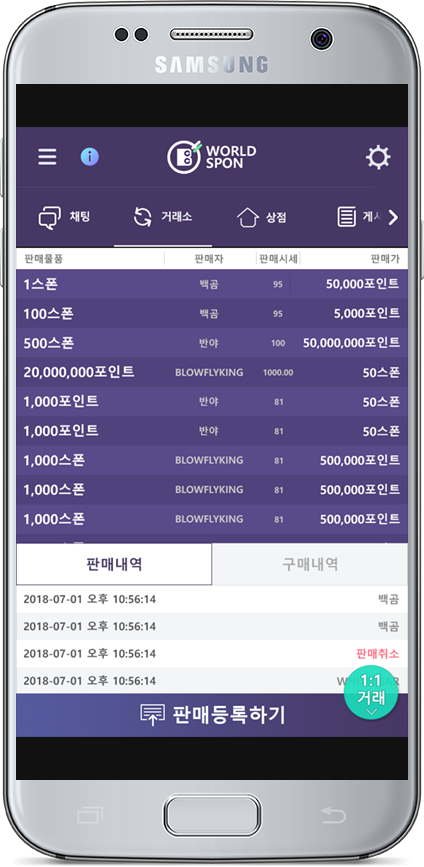 SAMSUNG
WORLD
SPON
채팅 거래소 상점 게시
판매물품 판매자 판매시세 판매가
1스폰 백곰 95 50,000포인트
100스폰 백곰 95 5,000포인트
500스폰 반야 100 50,000,000포인트
20,000,000포인트 BLOWFLYKING 1000.00 50스폰
1,000포인트 반야 81 50스폰
1,000포인트 반야 81 50스폰
1,000스폰 BLOWFLYKING 81 500,000포인트
1,000스폰 BLOWFLYKING 81 500,000포인트
1,000스폰 BLOWFLYKING 81 500,000포인트
판매내역 구매내역
2018-07-01 오후 10:56:14 백곰
2018-07-01 오후 10:56:14 백곰
2018-07-01 오후 10:56:14 판매취소
2018-07-01 오후 10:56:14
1:1
거래
판매등록하기